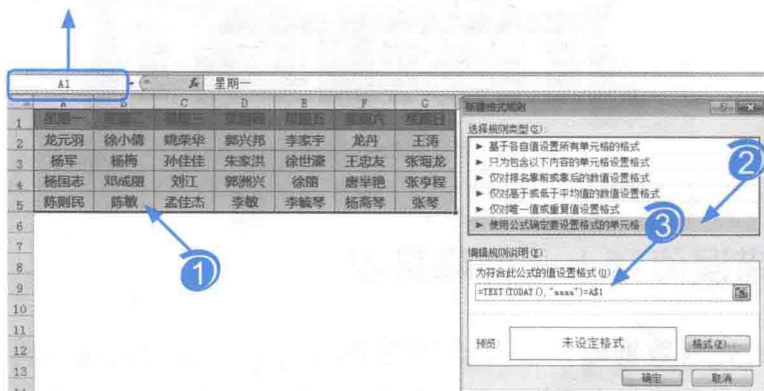 A1 fx 星期一
A B C D E F G
1 星期一 星期二 星期三 星期四 星期五 星期六 星期日
2 龙元羽 徐小倩 姚荣华 郭兴邦 李家宇 龙丹 王涛
3 杨军 杨梅 孙佳佳 朱家洪 徐世濠 王忠友 张海龙
4 杨国志 邓成丽 刘江 郭洲兴 徐丽 唐举艳 张亨程
5 陈则民 陈敏 孟佳杰 李敏 李毓琴 杨高琴 张琴
6
7
8
9
10
11
12
13
①
新建格式规则
选择规则类型(S):
► 基于各自值设置所有单元格的格式
► 只为包含以下内容的单元格设置格式
► 仅对排名靠前或靠后的数值设置格式
► 仅对高于或低于平均值的数值设置格式
► 仅对唯一值或重复值设置格式
► 使用公式确定要设置格式的单元格
②
③
编辑规则说明(E):
为符合此公式的值设置格式(O):
=TEXT(TODAY(),"aaaa")=A$1
预览: 未设定格式 格式(F)...
确定 取消